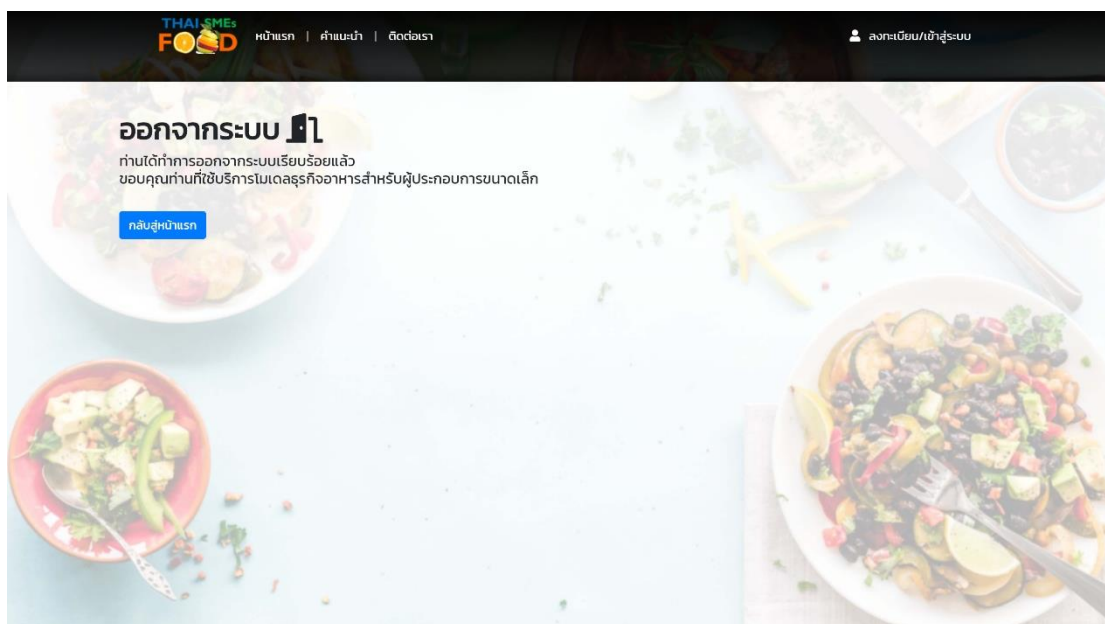 THAI SMEs
FOOD
หน้าแรก | คำแนะนำ | ติดต่อเรา
ลงทะเบียน/เข้าสู่ระบบ
ออกจากระบบ
ท่านได้ทำการออกจากระบบเรียบร้อยแล้ว
ขอบคุณท่านที่ใช้บริการโมเดลธุรกิจอาหารสำหรับผู้ประกอบการขนาดเล็ก
กลับสู่หน้าแรก